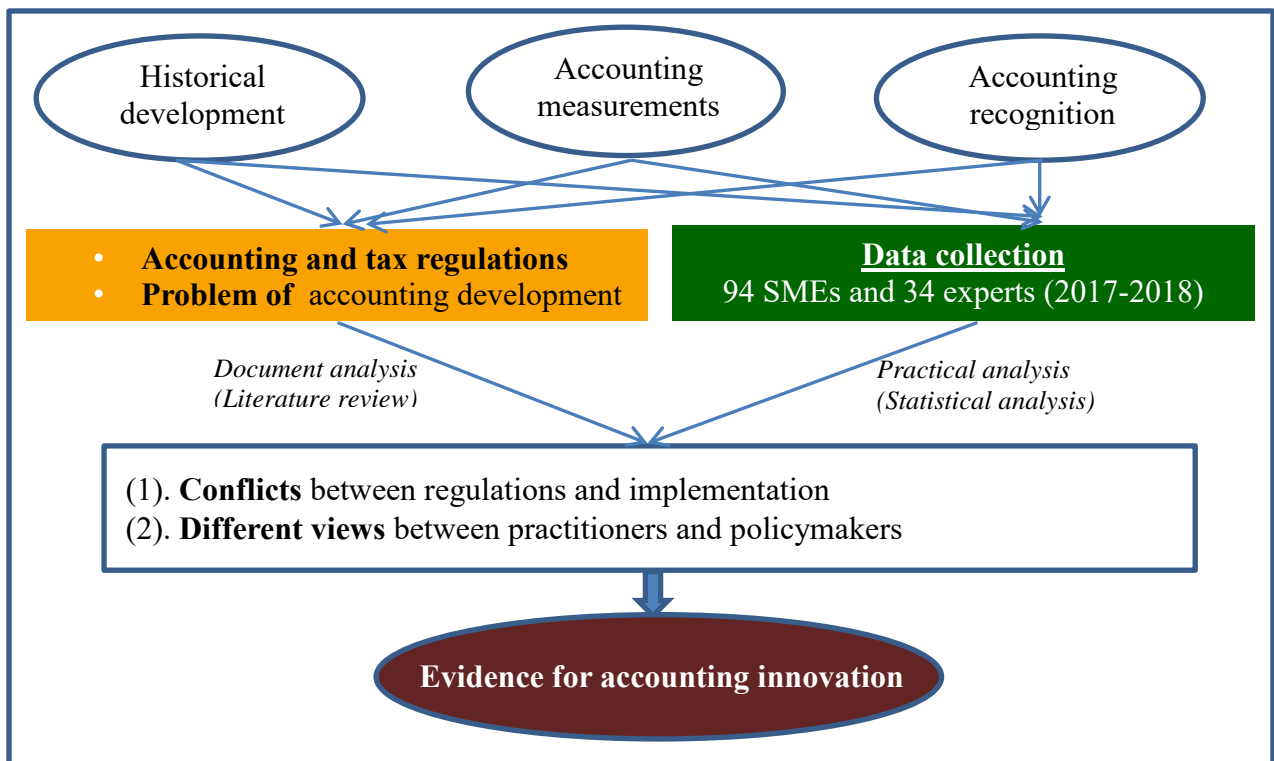 Historical
development
Accounting
measurements
Accounting
recognition
• Accounting and tax regulations
• Problem of accounting development
Data collection
94 SMEs and 34 experts (2017-2018)
Document analysis
(Literature review)
Practical analysis
(Statistical analysis)
(1). Conflicts between regulations and implementation
(2). Different views between practitioners and policymakers
Evidence for accounting innovation